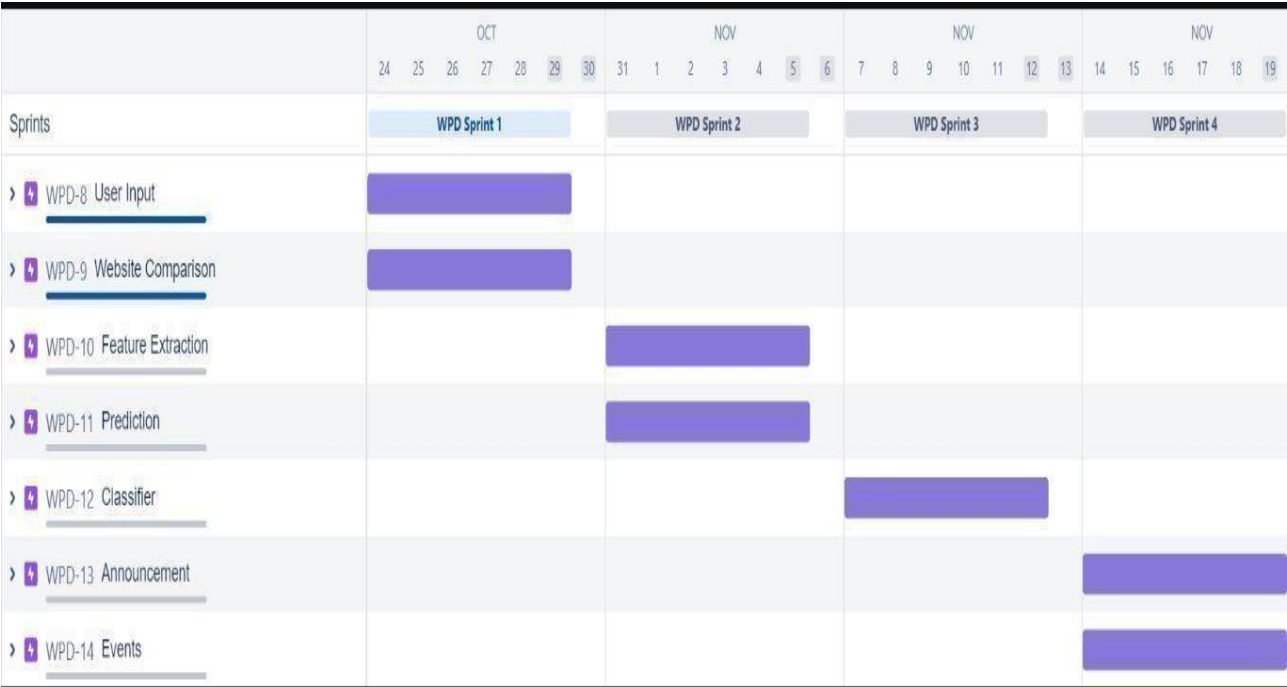 OCT NOV NOV NOV
24 25 26 27 28 29 30 31 1 2 3 4 5 6 7 8 9 10 11 12 13 14 15 16 17 18 19
Sprints WPD Sprint 1 WPD Sprint 2 WPD Sprint 3 WPD Sprint 4
WPD-8 User Input
WPD-9 Website Comparison
WPD-10 Feature Extraction
WPD-11 Prediction
WPD-12 Classifier
WPD-13 Announcement
WPD-14 Events